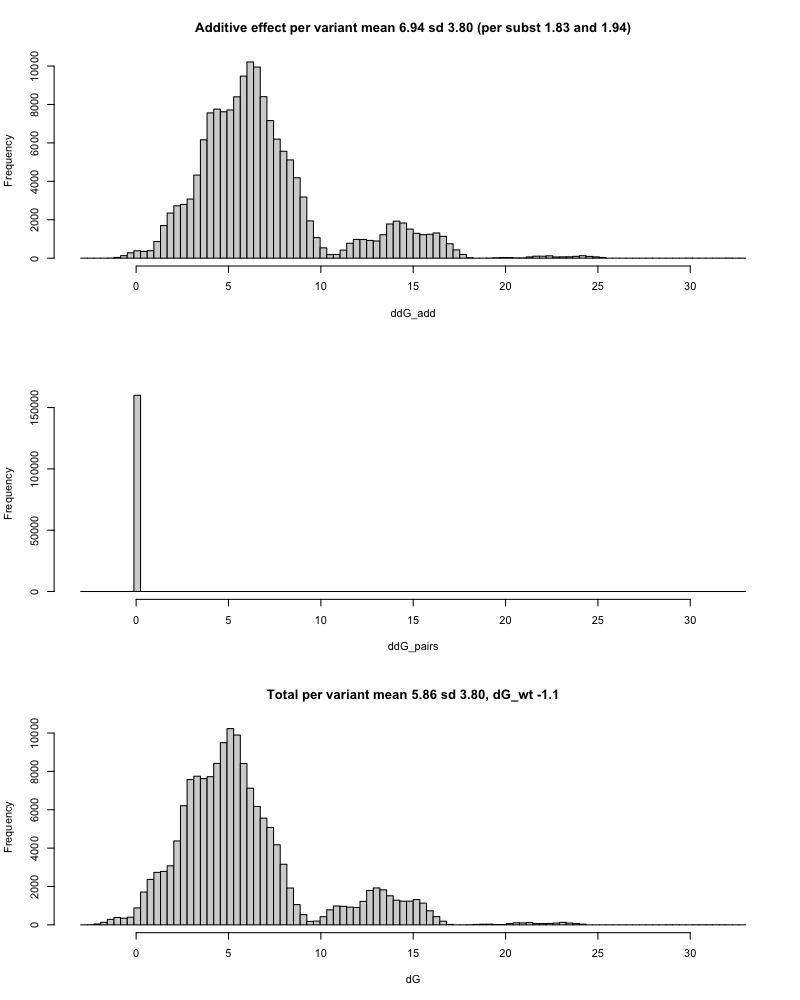 Additive effect per variant mean 6.94 sd 3.80 (per subst 1.83 and 1.94)
Frequency
0 2000 4000 6000 8000 10000
0 5 10 15 20 25 30
ddG_add
Frequency
0 50000 100000 150000
0 5 10 15 20 25 30
ddG_pairs
Total per variant mean 5.86 sd 3.80, dG_wt -1.1
Frequency
0 2000 4000 6000 8000 10000
0 5 10 15 20 25 30
dG